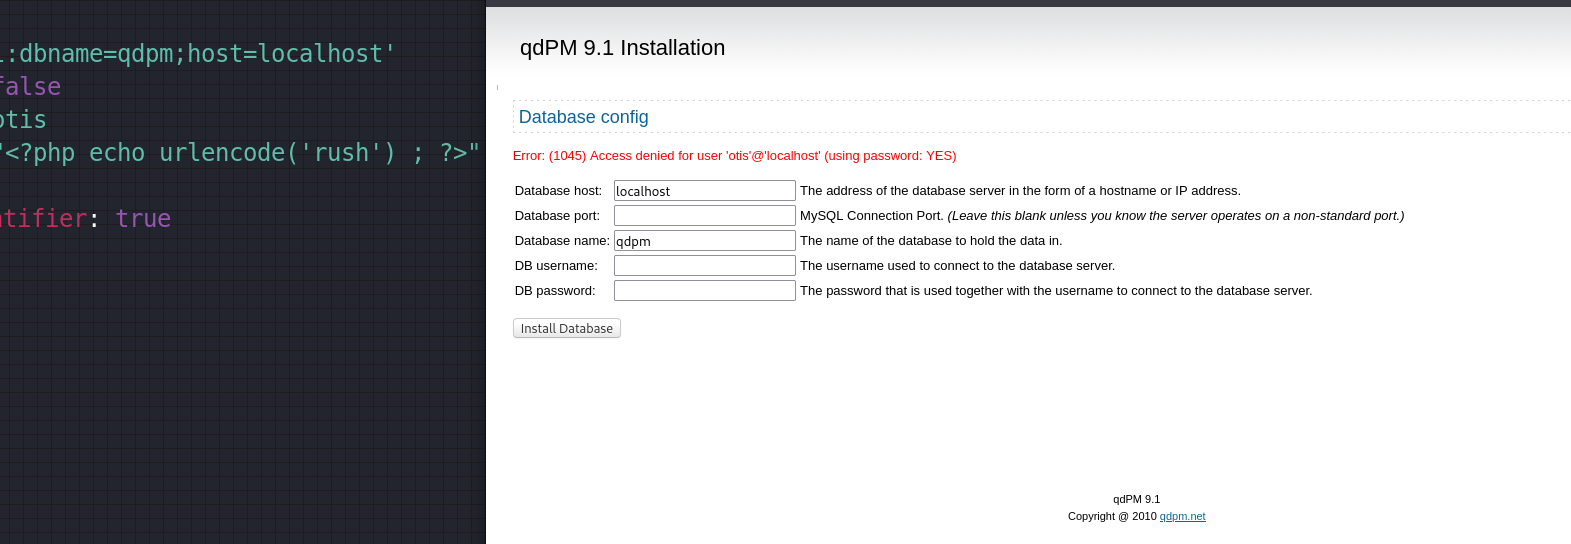 :dbname=qdpm;host=localhost'
false
otis
"<?php echo urlencode('rush') ; ?>"
ntifier: true
qdPM 9.1 Installation
Database config
Error: (1045) Access denied for user 'otis'@'localhost' (using password: YES)
Database host: localhost The address of the database server in the form of a hostname or IP address.
Database port: MySQL Connection Port. (Leave this blank unless you know the server operates on a non-standard port.)
Database name: qdpm The name of the database to hold the data in.
DB username: The username used to connect to the database server.
DB password: The password that is used together with the username to connect to the database server.
Install Database
qdPM 9.1
Copyright @ 2010 qdpm.net